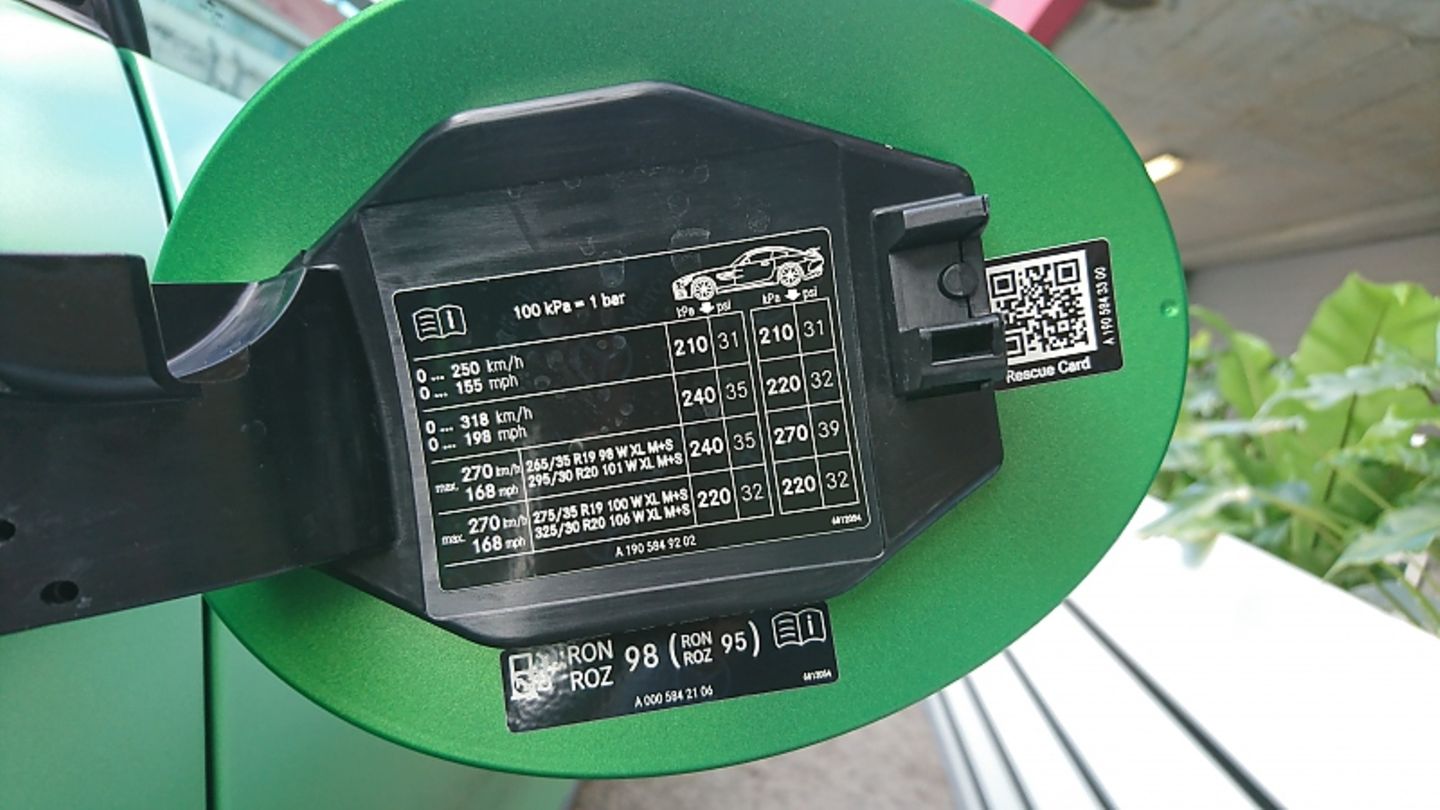 100 kPa = 1 bar
kPa psi kPa psi
0... 250 km/h 210 31 210 31
0... 155 mph
0... 318 km/h 240 35 220 32
0... 198 mph
max. 270 km/h 265/35 R19 98 W XL M+S 240 35 270 39
168 mph 295/30 R20 101 W XL M+S
max. 270 km/h 275/35 R19 100 W XL M+S 220 32 220 32
168 mph 325/30 R20 106 W XL M+S
A 190 584 92 02
Rescue Card
A 190 584 33 00
RON 98 (RON 95)
ROZ ROZ
A 000 584 21 06